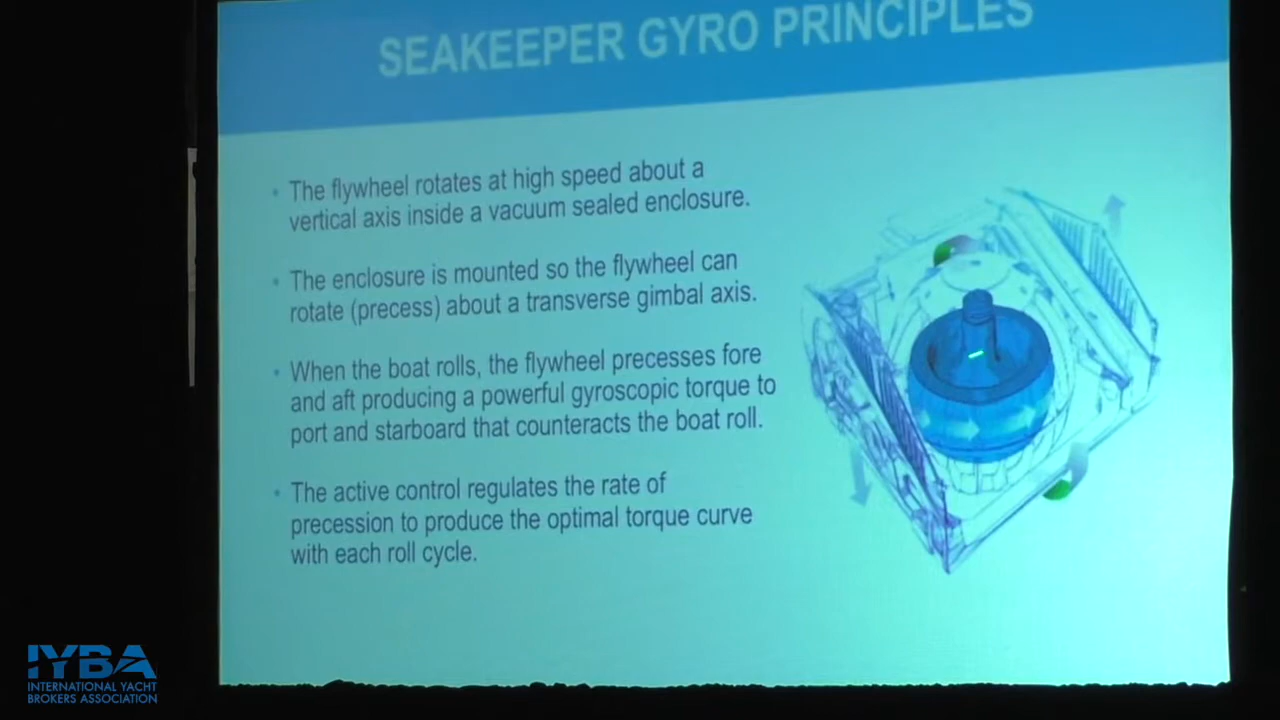 SEAKEEPER GYRO PRINCIPLES
• The flywheel rotates at high speed about a
vertical axis inside a vacuum sealed enclosure.
• The enclosure is mounted so the flywheel can
rotate (precess) about a transverse gimbal axis.
• When the boat rolls, the flywheel precesses fore
and aft producing a powerful gyroscopic torque to
port and starboard that counteracts the boat roll.
• The active control regulates the rate of
precession to produce the optimal torque curve
with each roll cycle.
IYBA
INTERNATIONAL YACHT
BROKERS ASSOCIATION